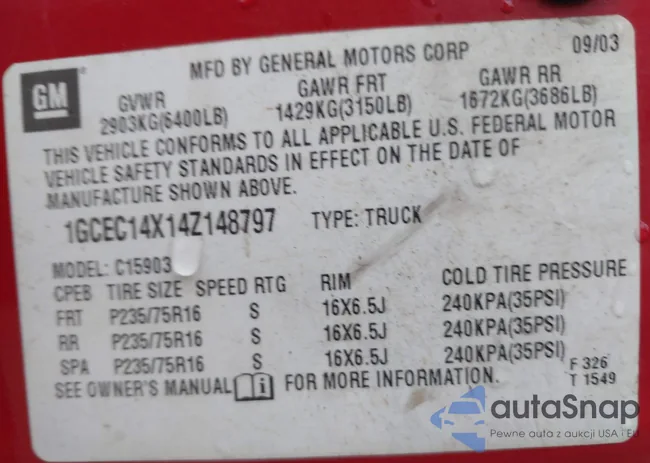 MFD BY GENERAL MOTORS CORP 09/03
GM
GVWR GAWR FRT GAWR RR
2903KG(6400LB) 1429KG(3150LB) 1672KG(3686LB)
THIS VEHICLE CONFORMS TO ALL APPLICABLE U.S. FEDERAL MOTOR
VEHICLE SAFETY STANDARDS IN EFFECT ON THE DATE OF
MANUFACTURE SHOWN ABOVE.
1GCEC14X14Z148797 TYPE: TRUCK
MODEL: C15903
CPEB TIRE SIZE SPEED RTG RIM COLD TIRE PRESSURE
FRT P235/75R16 S 16X6.5J 240KPA(35PSI)
RR P235/75R16 S 16X6.5J 240KPA(35PSI)
SPA P235/75R16 S 16X6.5J 240KPA(35PSI)
SEE OWNER'S MANUAL i FOR MORE INFORMATION.
F 326
T 1549
autaSnap
Pewne auta z aukcji USA i EU